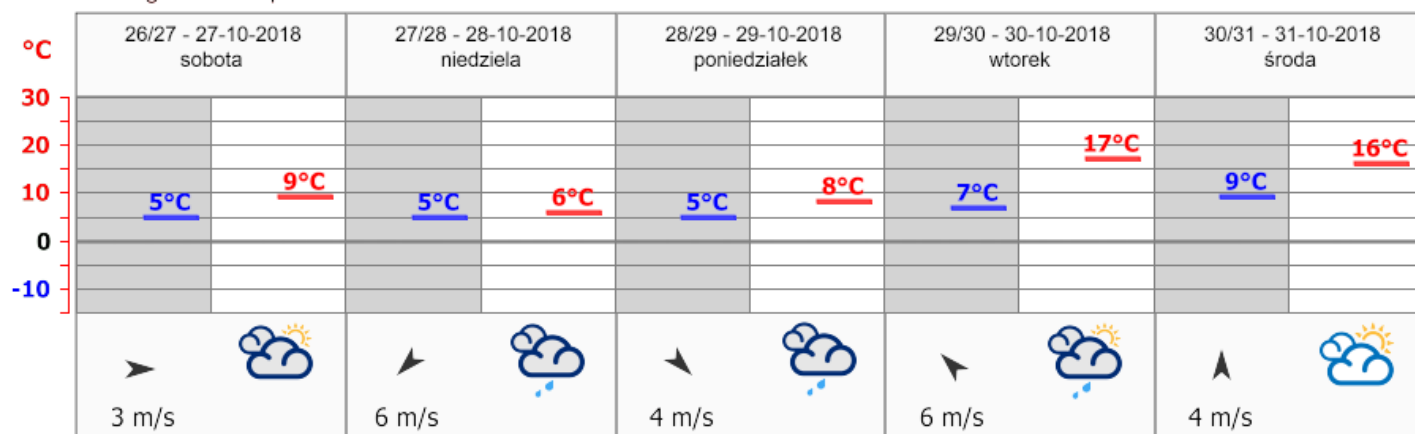 °C
26/27 - 27-10-2018
sobota
27/28 - 28-10-2018
niedziela
28/29 - 29-10-2018
poniedziałek
29/30 - 30-10-2018
wtorek
30/31 - 31-10-2018
środa
30
20
10
0
-10
5°C
9°C
5°C
6°C
5°C
8°C
7°C
17°C
9°C
16°C
3 m/s
6 m/s
4 m/s
6 m/s
4 m/s